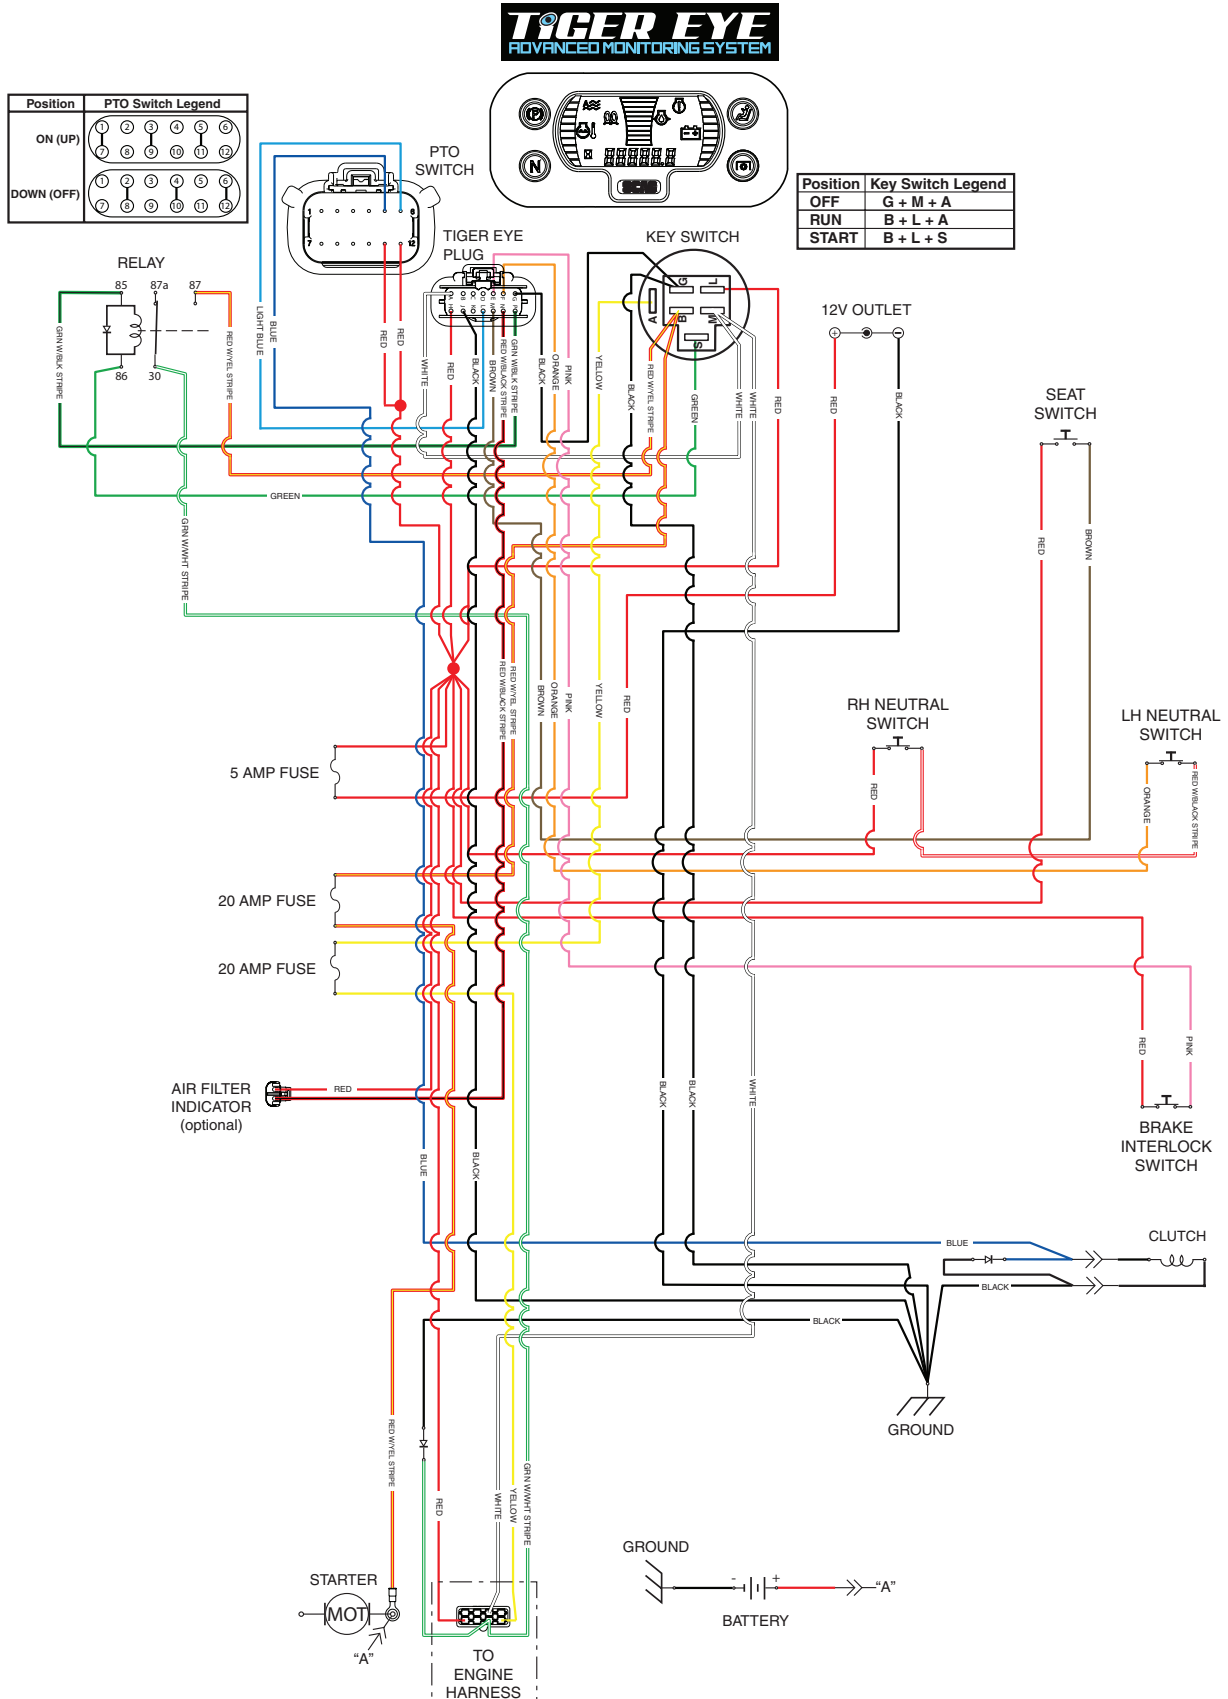 TIGER EYE
ADVANCED MONITORING SYSTEM
Position PTO Switch Legend
ON (UP)
1 2 3 4 5 6
7 8 9 10 11 12
DOWN (OFF)
1 2 3 4 5 6
7 8 9 10 11 12
PTO
SWITCH
1 6
7 12
N
SCAG
Position Key Switch Legend
OFF G + M + A
RUN B + L + A
START B + L + S
TIGER EYE
PLUG
A B C D E F G
H J K L M N P
KEY SWITCH
G L
A B M
S
RELAY
85 87a 87
86 30
12V OUTLET
+ −
SEAT
SWITCH
GRN W/BLK STRIPE
RED W/YEL STRIPE
LIGHT BLUE
BLUE
RED
RED
WHITE
RED
BLACK
BROWN
RED W/BLACK STRIPE
GRN W/BLK STRIPE
BLACK
ORANGE
PINK
YELLOW
BLACK
RED W/YEL STRIPE
GREEN
WHITE
WHITE
RED
RED
BLACK
GREEN
GRN W/WHT STRIPE
RED
BROWN
RED W/BLACK STRIPE
RED W/YEL STRIPE
BROWN
ORANGE
PINK
YELLOW
RED
RH NEUTRAL
SWITCH
LH NEUTRAL
SWITCH
5 AMP FUSE
RED
ORANGE
RED W/BLACK STRIPE
20 AMP FUSE
20 AMP FUSE
AIR FILTER
INDICATOR
(optional)
RED
BLACK
BLACK
WHITE
RED
PINK
BRAKE
INTERLOCK
SWITCH
BLUE
BLACK
BLUE
CLUTCH
BLACK
BLACK
GROUND
RED W/YEL STRIPE
RED
WHITE
YELLOW
GRN W/WHT STRIPE
STARTER
MOT
"A"
TO
ENGINE
HARNESS
GROUND
- +
BATTERY
"A"